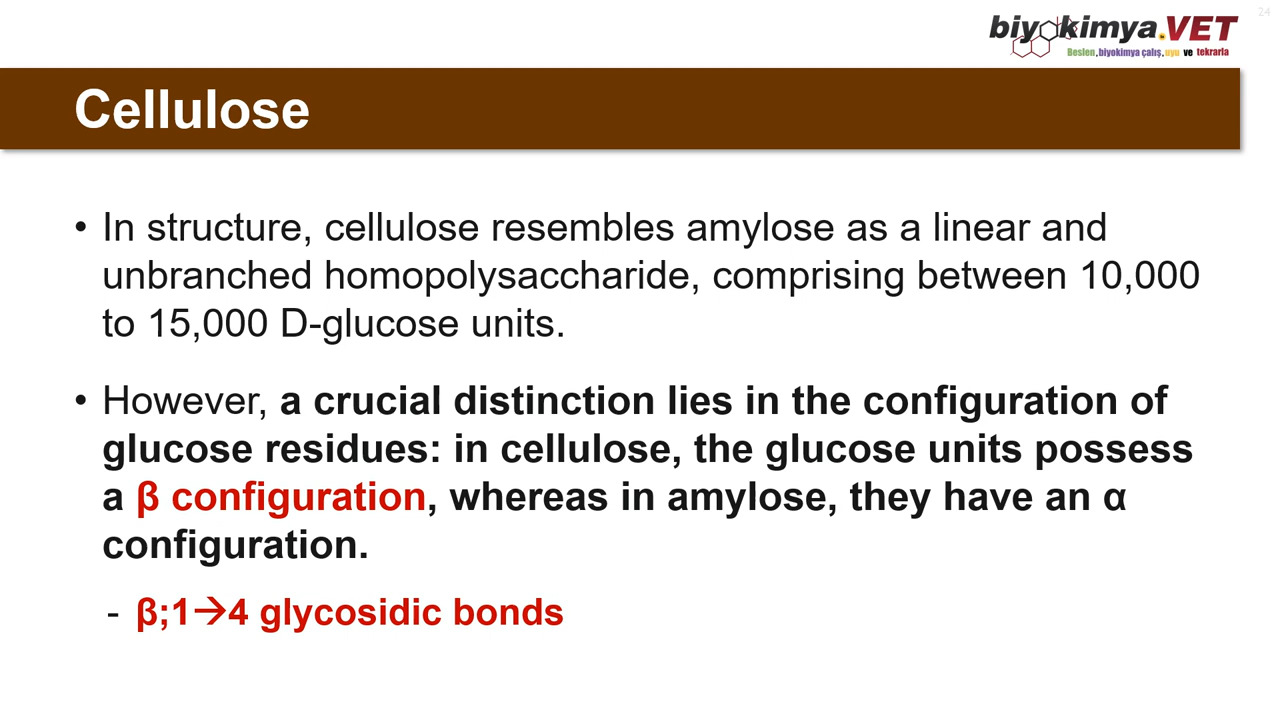 24
biyokimya.VET
Beslen,biyokimya çalış,uyu ve tekrarla
Cellulose
• In structure, cellulose resembles amylose as a linear and
unbranched homopolysaccharide, comprising between 10,000
to 15,000 D-glucose units.
• However, a crucial distinction lies in the configuration of
glucose residues: in cellulose, the glucose units possess
a β configuration, whereas in amylose, they have an α
configuration.
- β;1→4 glycosidic bonds